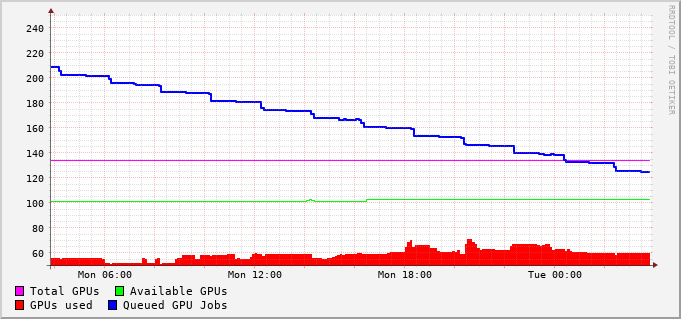 240
220
200
180
160
140
120
100
80
60
Mon 06:00 Mon 12:00 Mon 18:00 Tue 00:00
Total GPUs Available GPUs
GPUs used Queued GPU Jobs
RRDTOOL / TOBI OETIKER